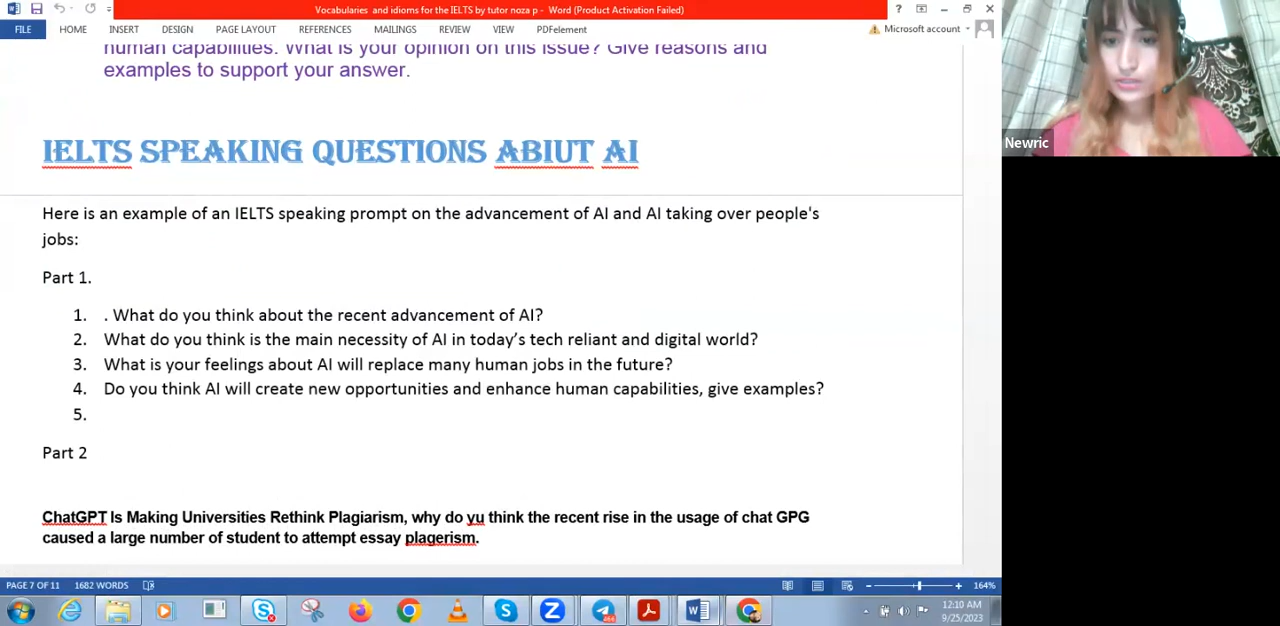 Vocabularies and idioms for the IELTS by tutor noza p - Word (Product Activation Failed)
FILE HOME INSERT DESIGN PAGE LAYOUT REFERENCES MAILINGS REVIEW VIEW PDFelement Microsoft account
human capabilities. What is your opinion on this issue? Give reasons and
examples to support your answer.
IELTS SPEAKING QUESTIONS ABIUT AI
Here is an example of an IELTS speaking prompt on the advancement of AI and AI taking over people's
jobs:
Part 1.
1. . What do you think about the recent advancement of AI?
2. What do you think is the main necessity of AI in today's tech reliant and digital world?
3. What is your feelings about AI will replace many human jobs in the future?
4. Do you think AI will create new opportunities and enhance human capabilities, give examples?
5.
Part 2
ChatGPT Is Making Universities Rethink Plagiarism, why do yu think the recent rise in the usage of chat GPG
caused a large number of student to attempt essay plagerism.
PAGE 7 OF 11 1682 WORDS 164%
12:10 AM
9/25/2023
Newric